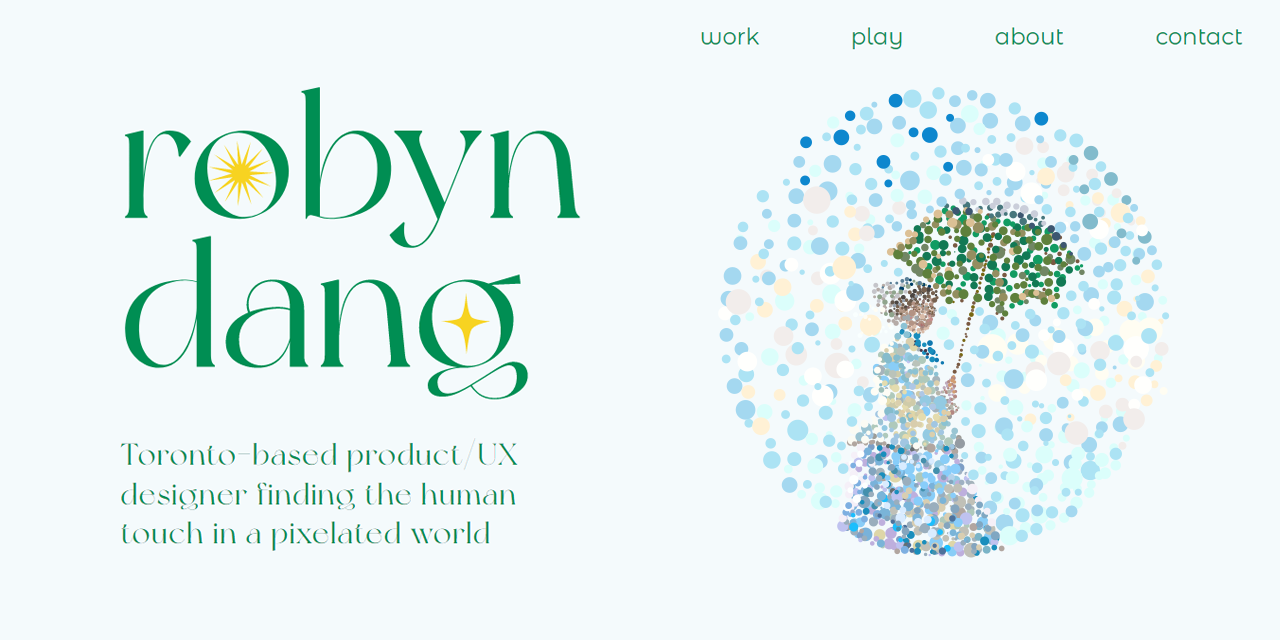 work play about contact
robyn
dang
Toronto-based product/UX
designer finding the human
touch in a pixelated world